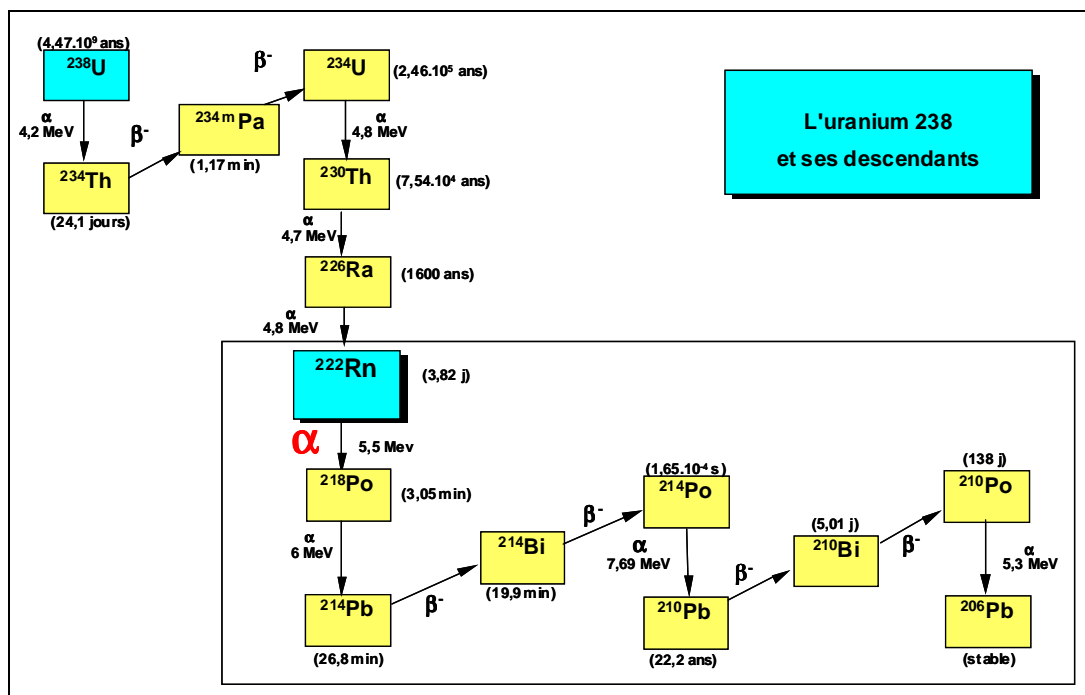 (4,47.10⁹ ans)
²³⁸U
α
4,2 MeV
²³⁴Th
(24,1 jours)
β-
²³⁴ᵐ Pa
(1,17 min)
β-
²³⁴U
(2,46.10⁵ ans)
α
4,8 MeV
²³⁰Th
(7,54.10⁴ ans)
α
4,7 MeV
²²⁶Ra
(1600 ans)
α
4,8 MeV
L'uranium 238
et ses descendants
²²²Rn
(3,82 j)
α
5,5 Mev
²¹⁸Po
(3,05 min)
α
6 MeV
²¹⁴Pb
(26,8 min)
β-
²¹⁴Bi
(19,9 min)
β-
(1,65.10⁻⁴ s)
²¹⁴Po
α
7,69 MeV
²¹⁰Pb
(22,2 ans)
β-
(5,01 j)
²¹⁰Bi
β-
(138 j)
²¹⁰Po
α
5,3 MeV
²⁰⁶Pb
(stable)